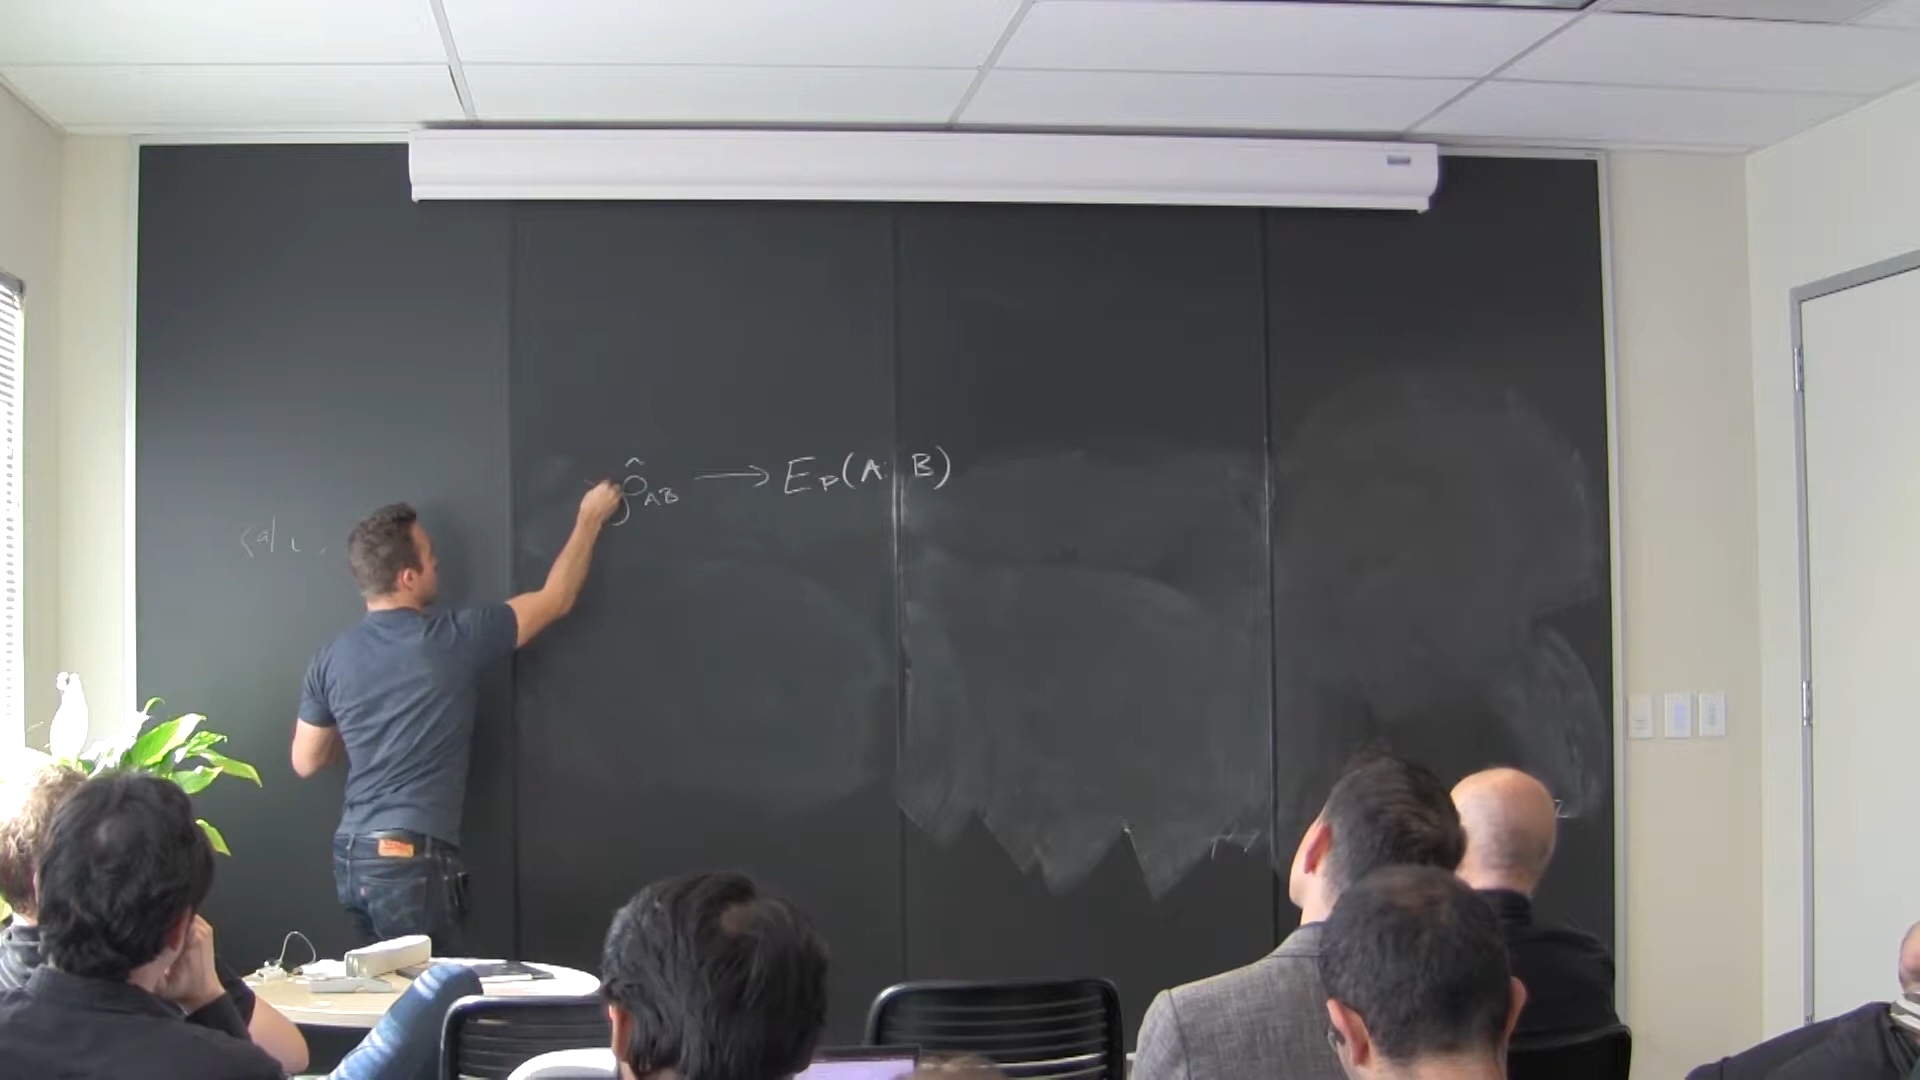 ρ̂_AB → E_P(A: B)